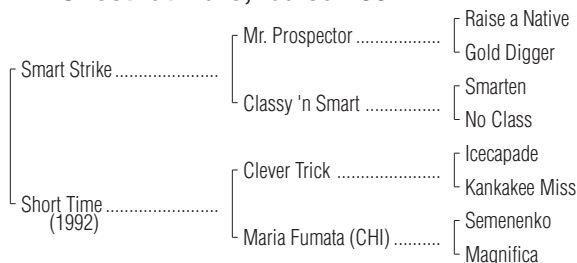 Raise a Native
Mr. Prospector ..................
Gold Digger
Smart Strike ......................
Smarten
Classy 'n Smart ................
No Class
Icecapade
Clever Trick ......................
Kankakee Miss
Short Time ........................
(1992)
Semenenko
Maria Fumata (CHI) ..........
Magnifica